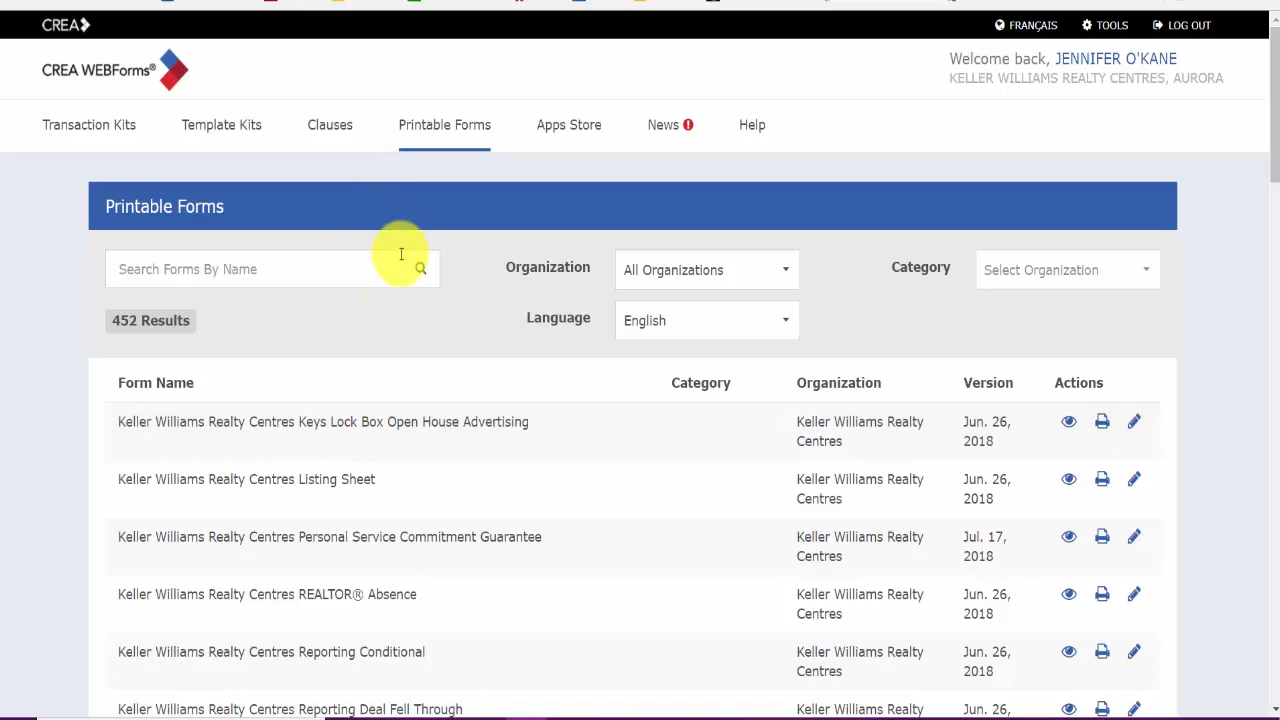 CREA
FRANÇAIS
TOOLS
LOG OUT
CREA WEBForms®
Welcome back, JENNIFER O'KANE
KELLER WILLIAMS REALTY CENTRES, AURORA
Transaction Kits
Template Kits
Clauses
Printable Forms
Apps Store
News
Help
Printable Forms
Search Forms By Name
Organization
All Organizations
Category
Select Organization
452 Results
Language
English
Form Name
Category
Organization
Version
Actions
Keller Williams Realty Centres Keys Lock Box Open House Advertising
Keller Williams Realty
Centres
Jun. 26,
2018
Keller Williams Realty Centres Listing Sheet
Keller Williams Realty
Centres
Jun. 26,
2018
Keller Williams Realty Centres Personal Service Commitment Guarantee
Keller Williams Realty
Centres
Jul. 17,
2018
Keller Williams Realty Centres REALTOR® Absence
Keller Williams Realty
Centres
Jun. 26,
2018
Keller Williams Realty Centres Reporting Conditional
Keller Williams Realty
Centres
Jun. 26,
2018
Keller Williams Realty Centres Reporting Deal Fell Through
Keller Williams Realty
Jun. 26,